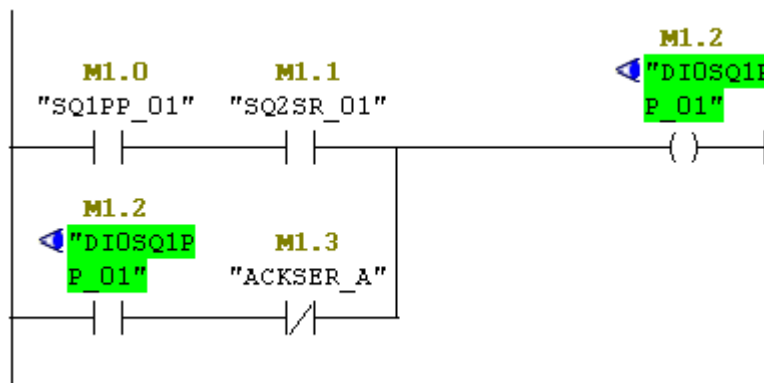 M1.2
M1.0 M1.1 "DIOSQ1P
"SQ1PP_01" "SQ2SR_01" P_01"
M1.2
"DIOSQ1P M1.3
P_01" "ACKSER_A"